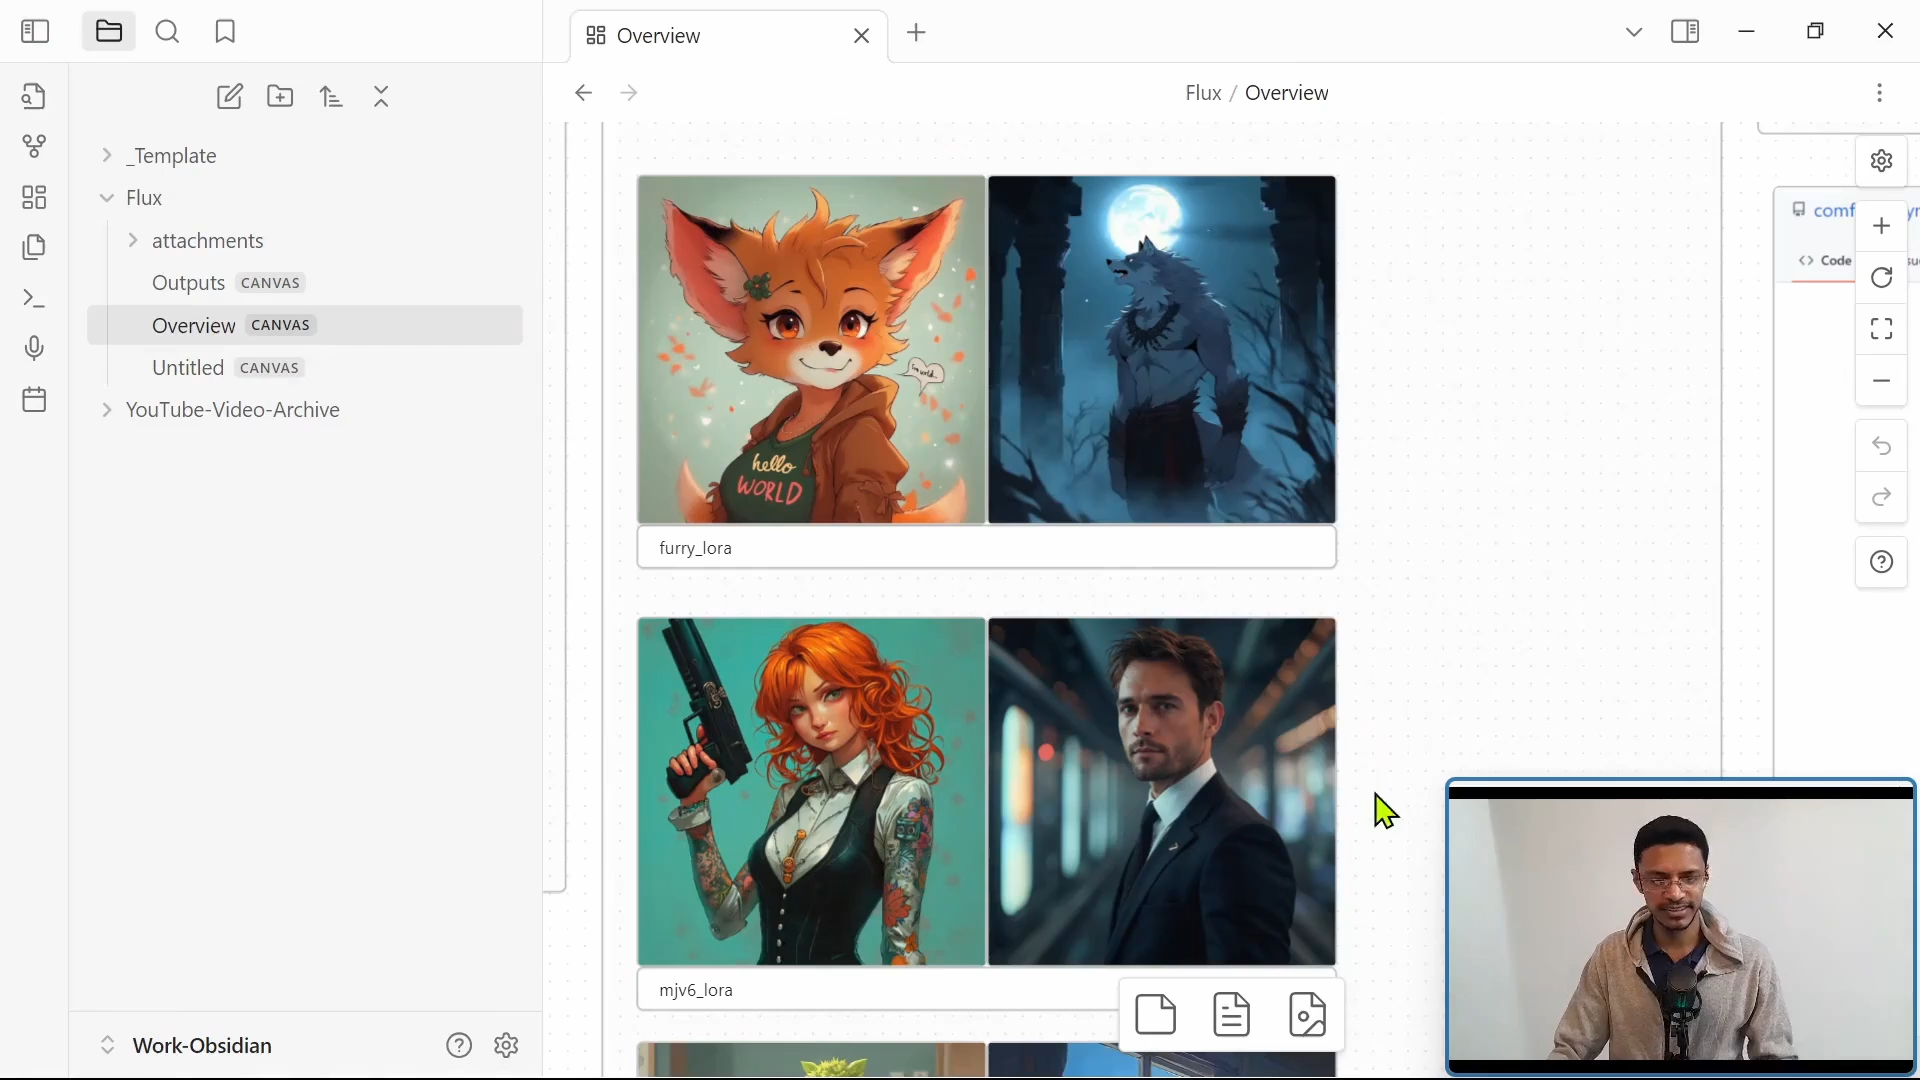 Overview
Flux / Overview
_Template
Flux
attachments
Outputs CANVAS
Overview CANVAS
Untitled CANVAS
YouTube-Video-Archive
Work-Obsidian
hello
WORLD
furry_lora
mjv6_lora
comf
Code